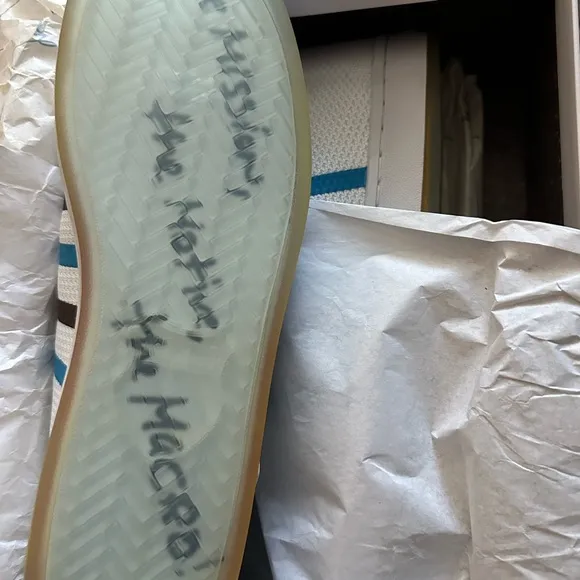 Mission,
the Motive,
the Macro!